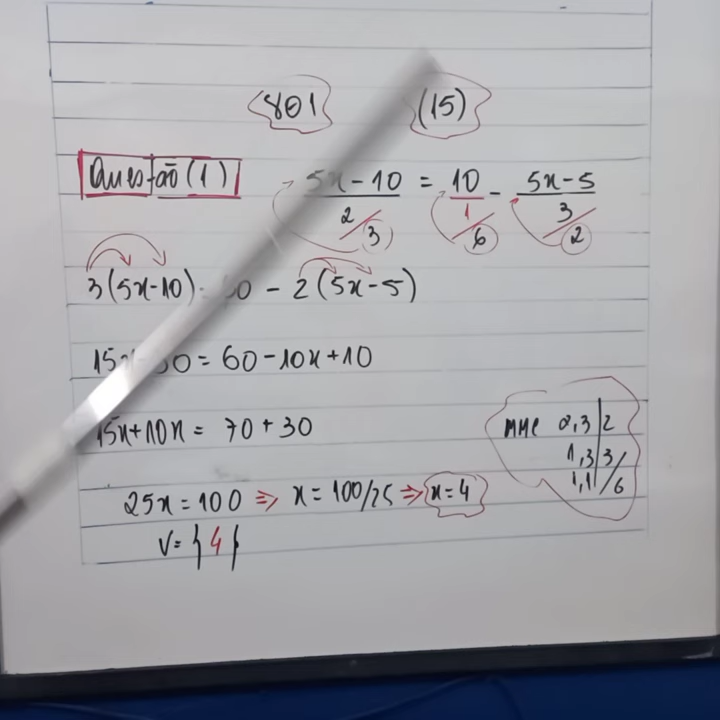 801 (15)
Questão (1) 5x-10/2 = 10/1 - 5x-5/3
3 6 2
3(5x-10) 0 - 2(5x-5)
15x 0 = 60-10x+10
15x+10x = 70+30
MMC 2,3|2
1,3|3
1,1|6
25x = 100 ⇒ x = 100/25 ⇒ x=4
V={4}